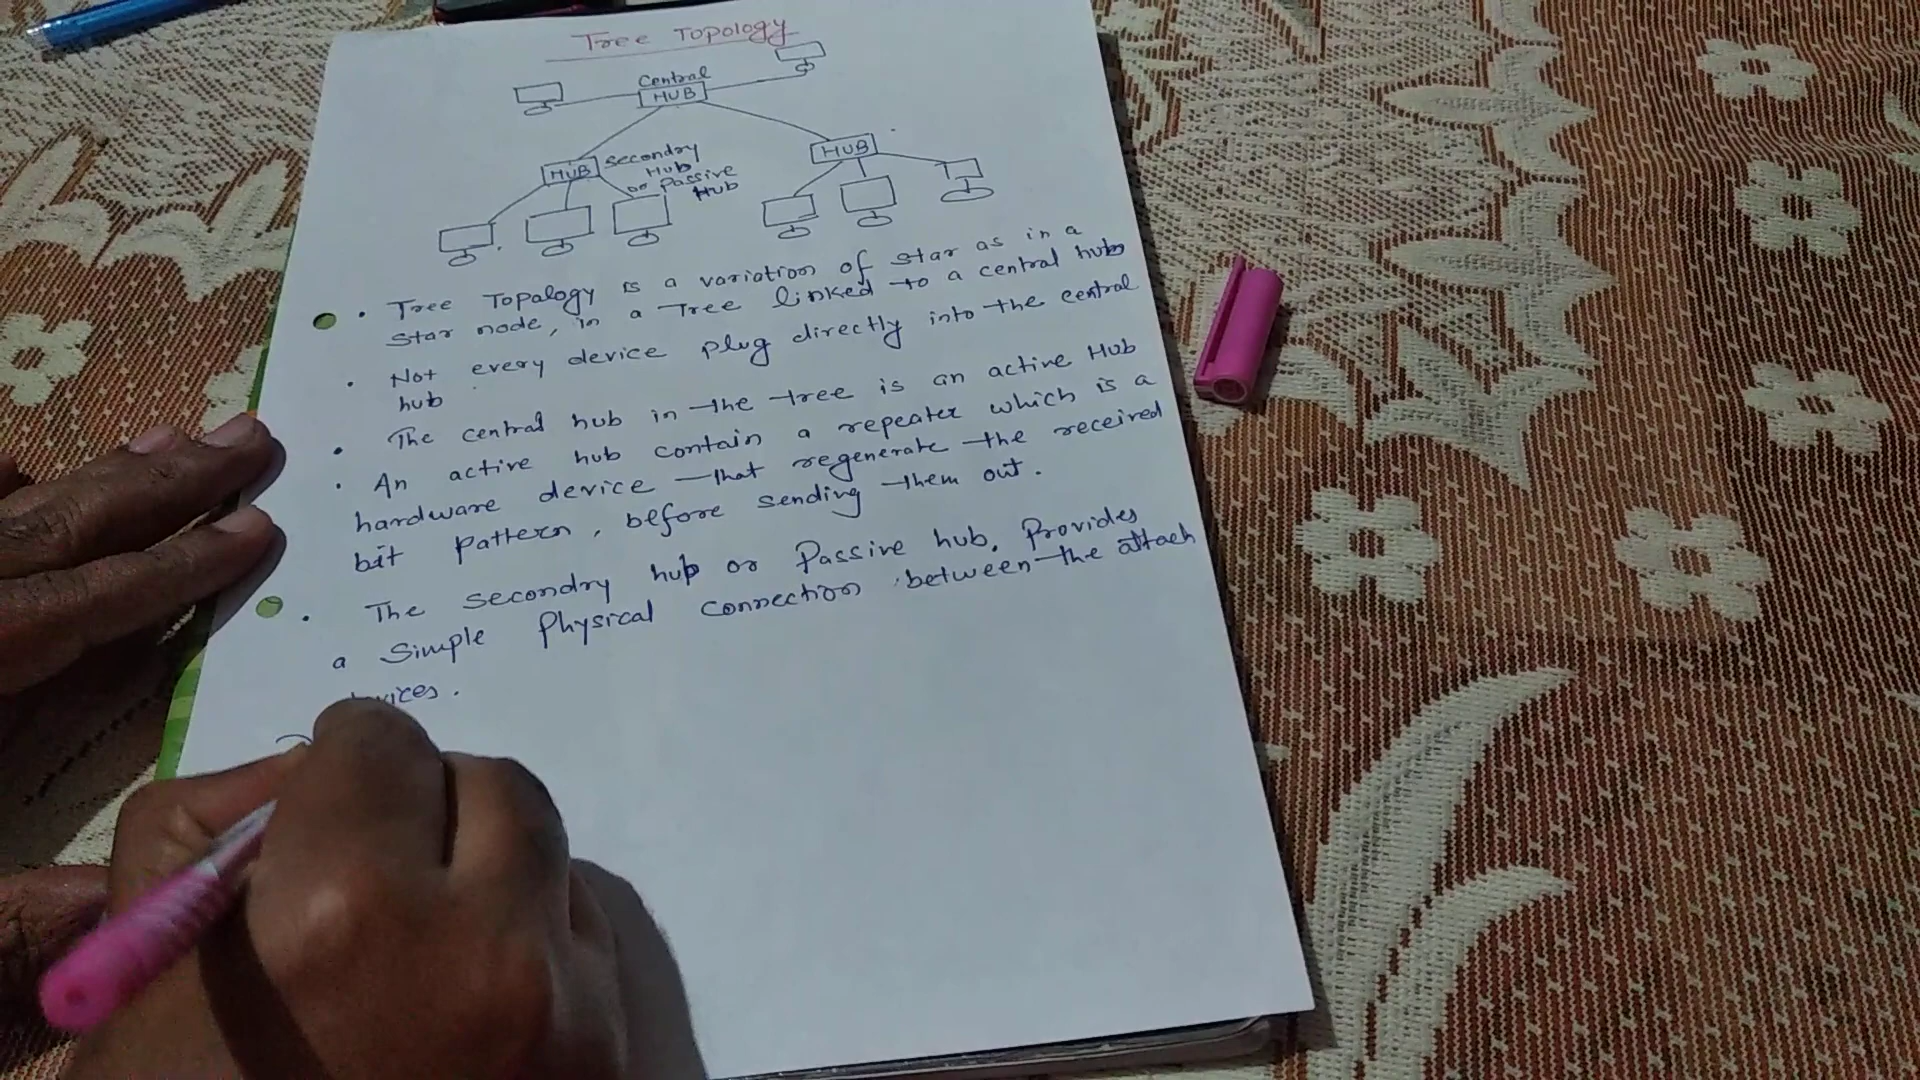 Tree Topology
Central
HUB
HUB
Secondry
Hub
or Passive
Hub
HUB
• Tree Topalogy is a variation of star as in a
star node, in a Tree linked to a central hub
• Not every device plug directly into the central
hub
• The central hub in the tree is an active Hub
• An active hub contain a repeater which is a
hardware device that regenerate the received
bit pattern, before sending them out.
• The secondry hub or Passive hub, Provides
a Simple Physical Connection between the attach